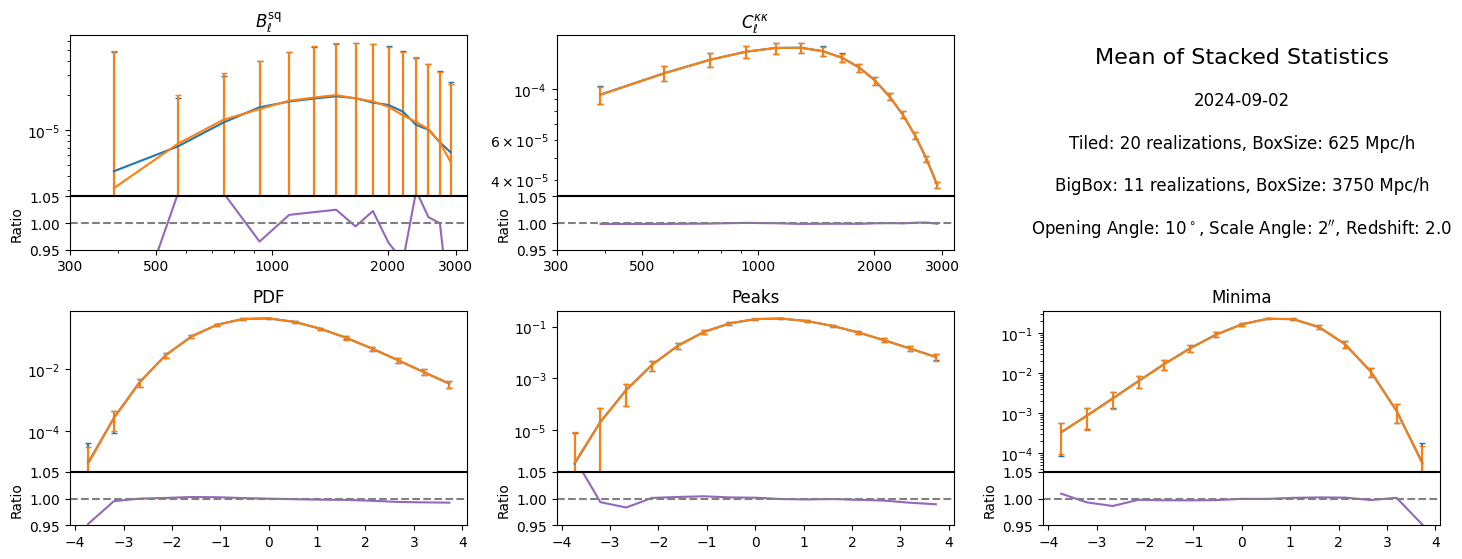 B_ℓ^sq
10⁻⁵
1.05
1.00
0.95
Ratio
300 500 1000 2000 3000
C_ℓ^κκ
10⁻⁴
6 × 10⁻⁵
4 × 10⁻⁵
1.05
1.00
0.95
Ratio
300 500 1000 2000 3000
Mean of Stacked Statistics
2024-09-02
Tiled: 20 realizations, BoxSize: 625 Mpc/h
BigBox: 11 realizations, BoxSize: 3750 Mpc/h
Opening Angle: 10°, Scale Angle: 2′′, Redshift: 2.0
PDF
10⁻²
10⁻⁴
1.05
1.00
0.95
Ratio
−4 −3 −2 −1 0 1 2 3 4
Peaks
10⁻¹
10⁻³
10⁻⁵
1.05
1.00
0.95
Ratio
−4 −3 −2 −1 0 1 2 3 4
Minima
10⁻¹
10⁻²
10⁻³
10⁻⁴
1.05
1.00
0.95
Ratio
−4 −3 −2 −1 0 1 2 3 4